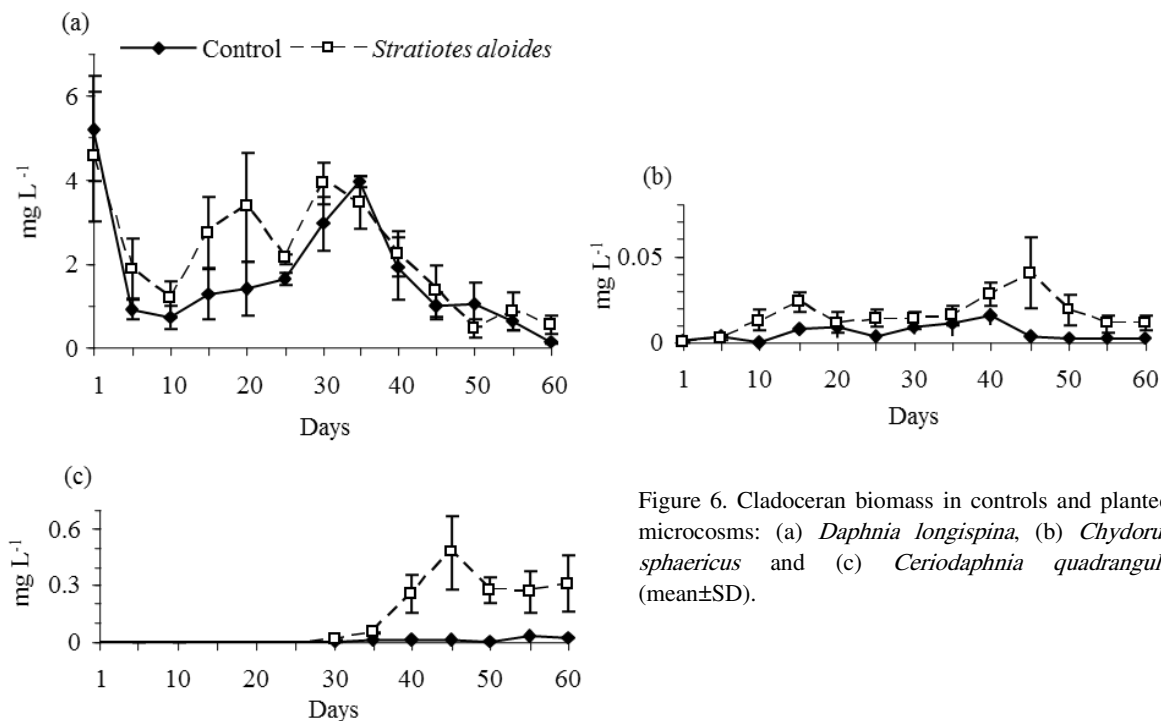 (a)
Control Stratiotes aloides
6
4
2
0
mg L-1
1 10 20 30 40 50 60
Days
(b)
0.05
0
mg L-1
1 10 20 30 40 50 60
Days
(c)
0.6
0.3
0
mg L-1
1 10 20 30 40 50 60
Days
Figure 6. Cladoceran biomass in controls and plante
microcosms: (a) Daphnia longispina, (b) Chydoru
sphaericus and (c) Ceriodaphnia quadrangul
(mean±SD).